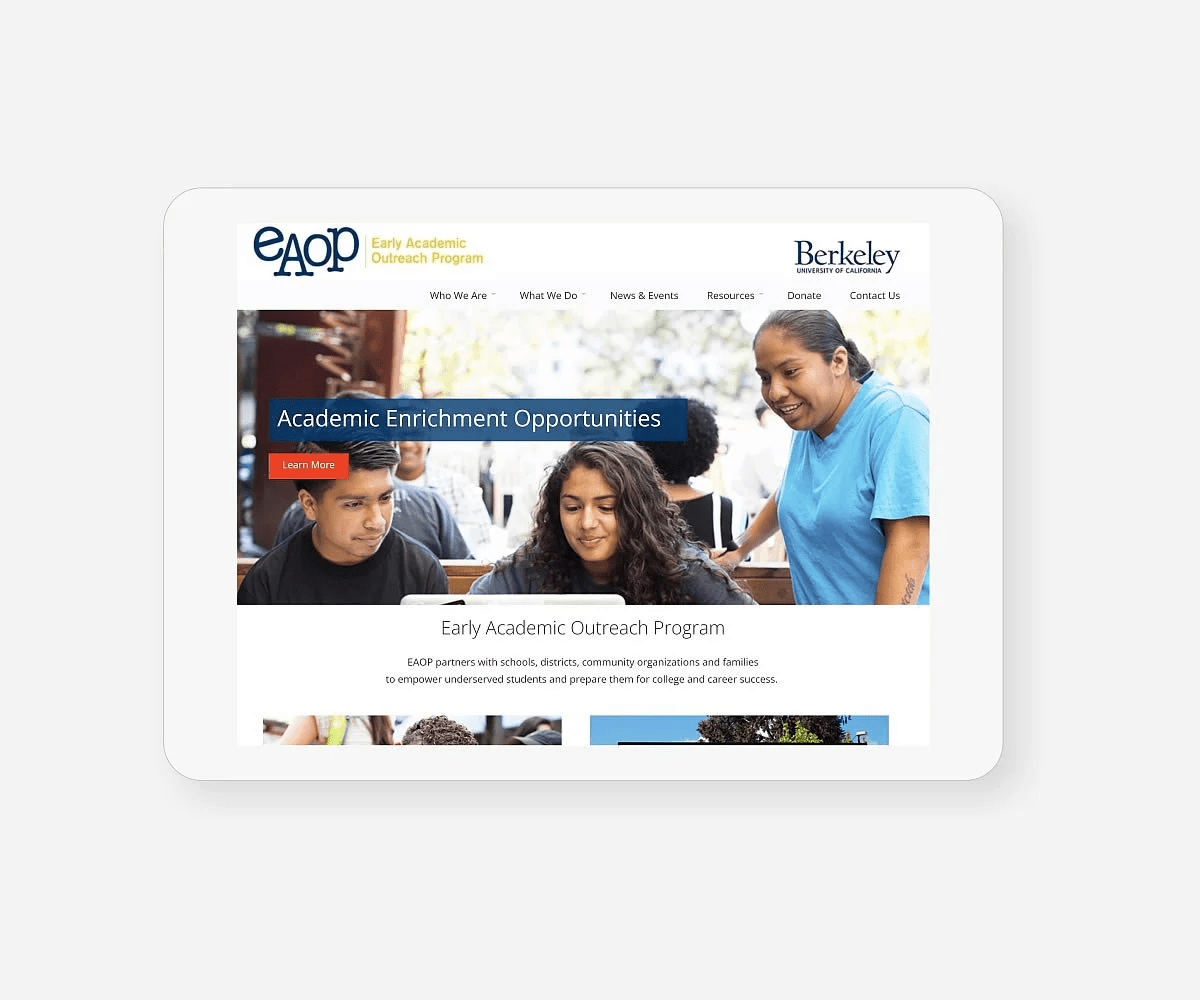 eAOP
Early Academic
Outreach Program
Berkeley
UNIVERSITY OF CALIFORNIA
Who We Are
What We Do
News & Events
Resources
Donate
Contact Us
Academic Enrichment Opportunities
Learn More
Early Academic Outreach Program
EAOP partners with schools, districts, community organizations and families
to empower underserved students and prepare them for college and career success.